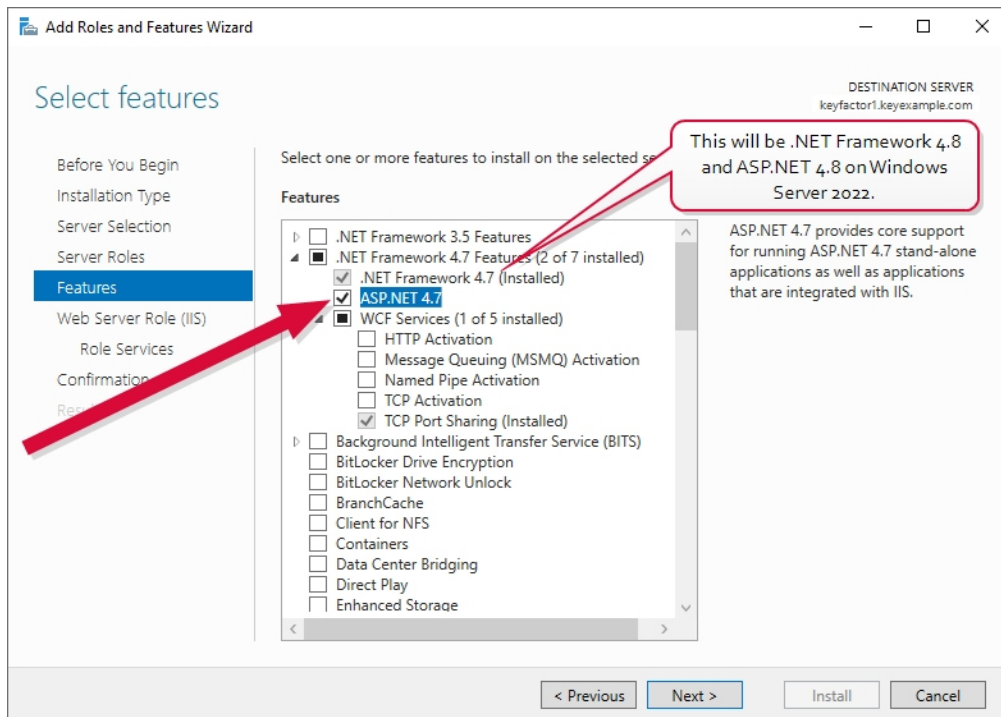 Add Roles and Features Wizard
Select features
DESTINATION SERVER
keyfactor1.keyexample.com
Before You Begin
Installation Type
Server Selection
Server Roles
Features
Web Server Role (IIS)
Role Services
Confirmation
Select one or more features to install on the selected
This will be .NET Framework 4.8
and ASP.NET 4.8 on Windows
Server 2022.
Features
.NET Framework 3.5 Features
.NET Framework 4.7 Features (2 of 7 installed)
.NET Framework 4.7 (Installed)
ASP.NET 4.7
WCF Services (1 of 5 installed)
HTTP Activation
Message Queuing (MSMQ) Activation
Named Pipe Activation
TCP Activation
TCP Port Sharing (Installed)
Background Intelligent Transfer Service (BITS)
BitLocker Drive Encryption
BitLocker Network Unlock
BranchCache
Client for NFS
Containers
Data Center Bridging
Direct Play
Enhanced Storage
ASP.NET 4.7 provides core support
for running ASP.NET 4.7 stand-alone
applications as well as applications
that are integrated with IIS.
< Previous
Next >
Install
Cancel